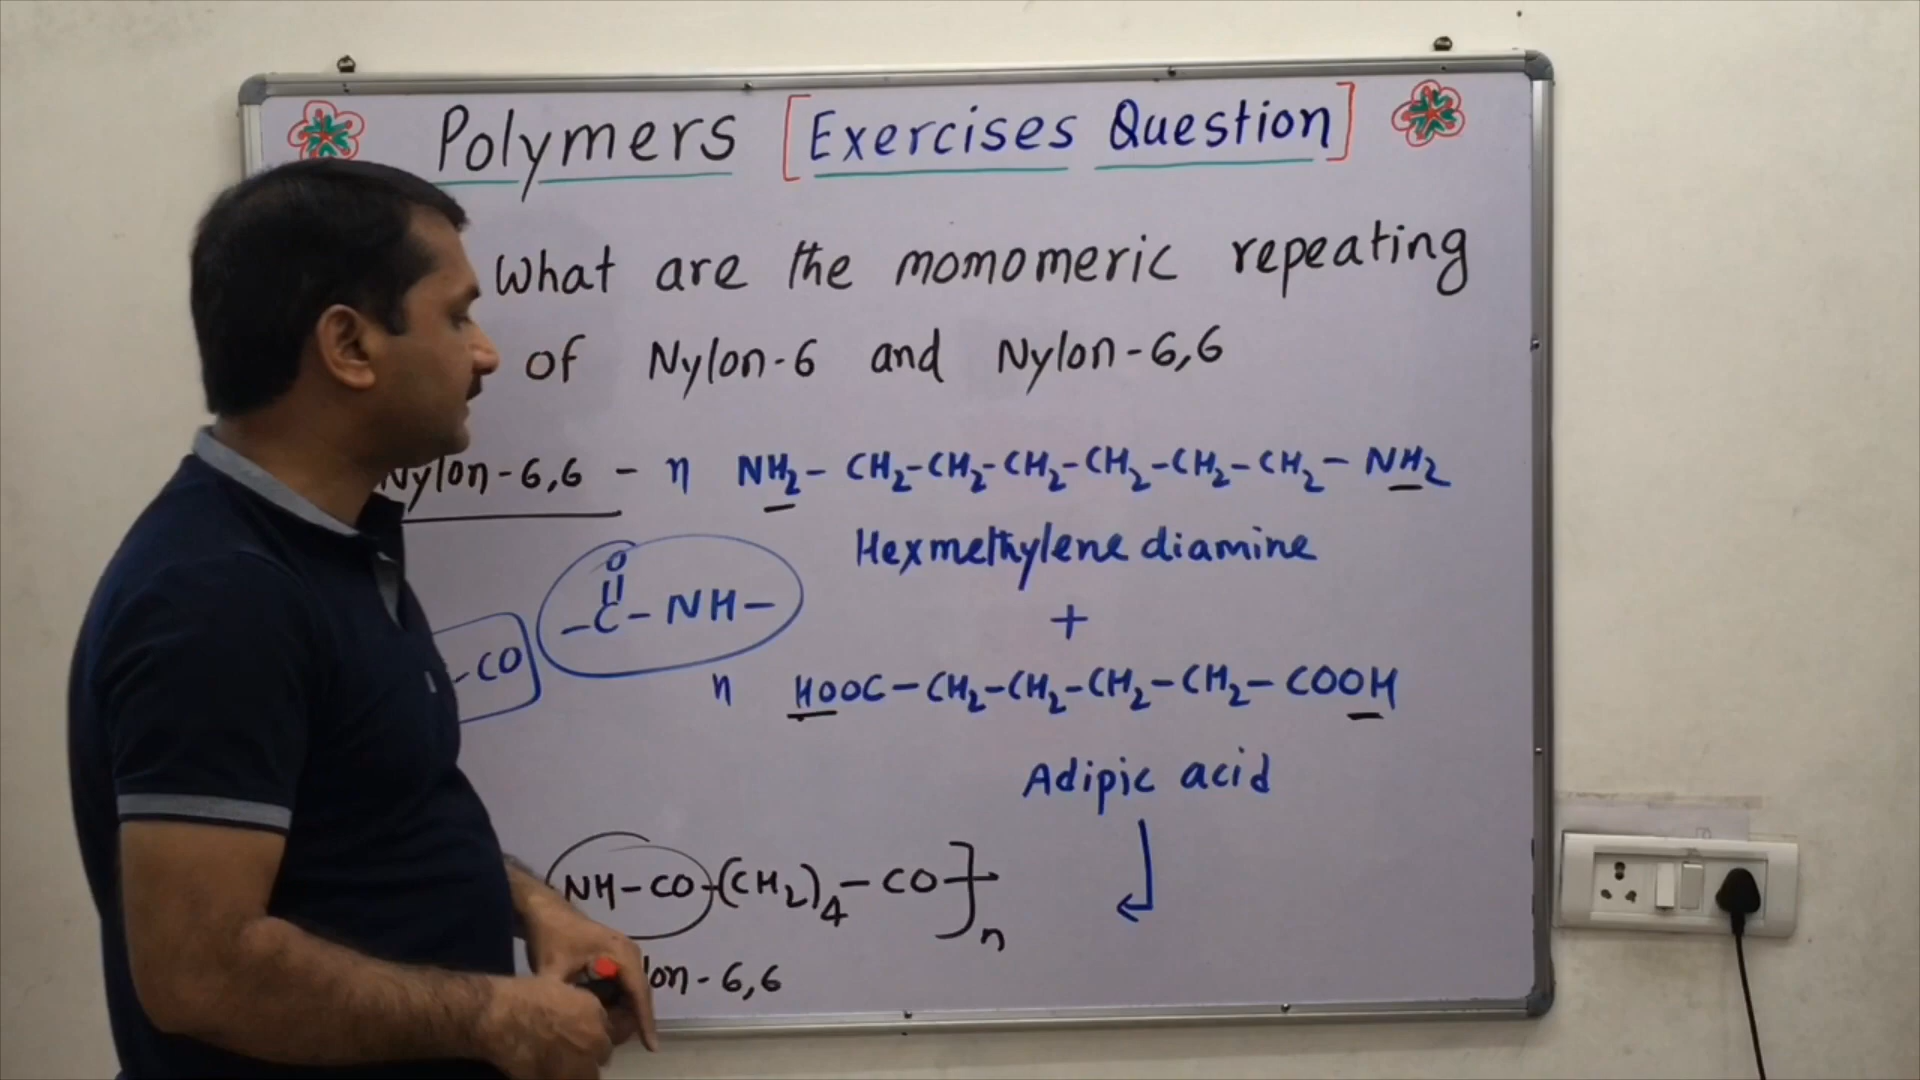 Polymers [Exercises Question]
What are the momomeric repeating
of Nylon-6 and Nylon-6,6
Nylon-6,6 - n NH2-CH2-CH2-CH2-CH2-CH2-CH2-NH2
Hexmethylene diamine
O
||
-C-NH-
+
-CO
n HOOC-CH2-CH2-CH2-CH2-COOH
Adipic acid
NH-CO-(CH2)4-CO]n
lon-6,6